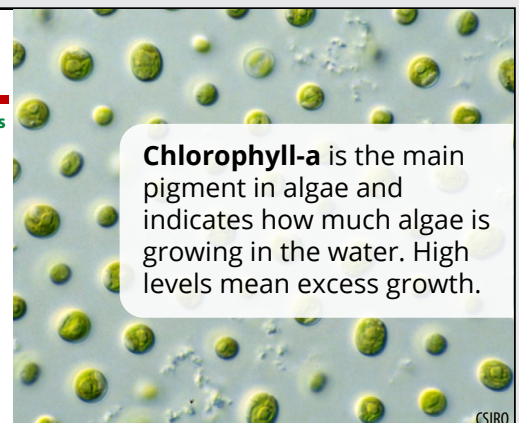 s
Chlorophyll-a is the main
pigment in algae and
indicates how much algae is
growing in the water. High
levels mean excess growth.
CSIRO